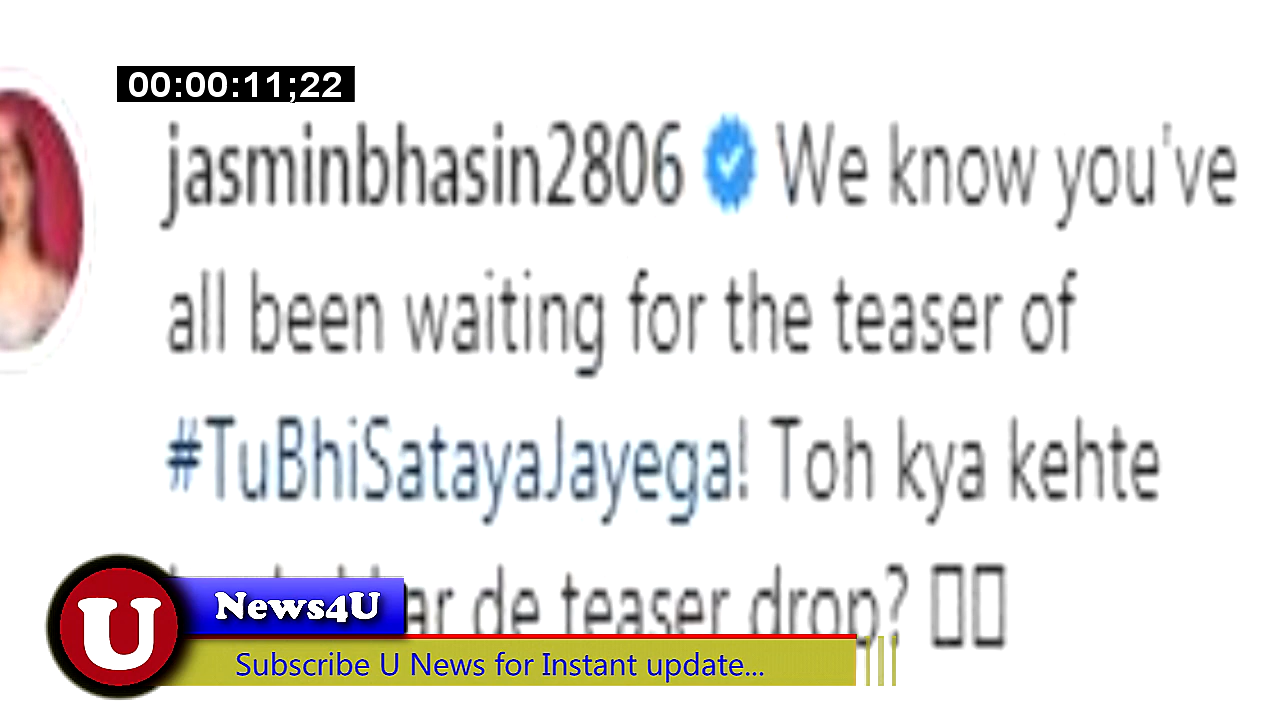 00:00:11;22
jasminbhasin2806 We know you've
all been waiting for the teaser of
#TuBhiSatayaJayega! Toh kya kehte
de teaser drop?
U
News4U
Subscribe U News for Instant update...